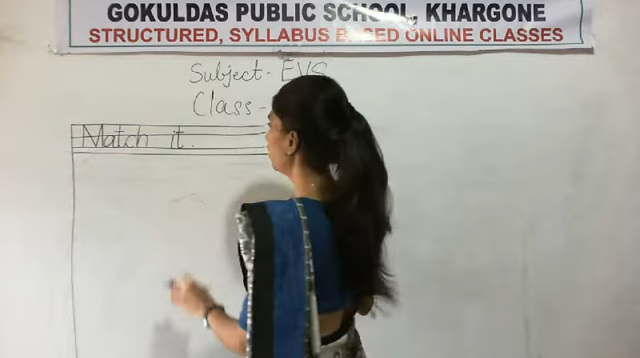 GOKULDAS PUBLIC SCHOOL, KHARGONE
STRUCTURED, SYLLABUS BASED ONLINE CLASSES
Subject- EVS
Class-
Match it.